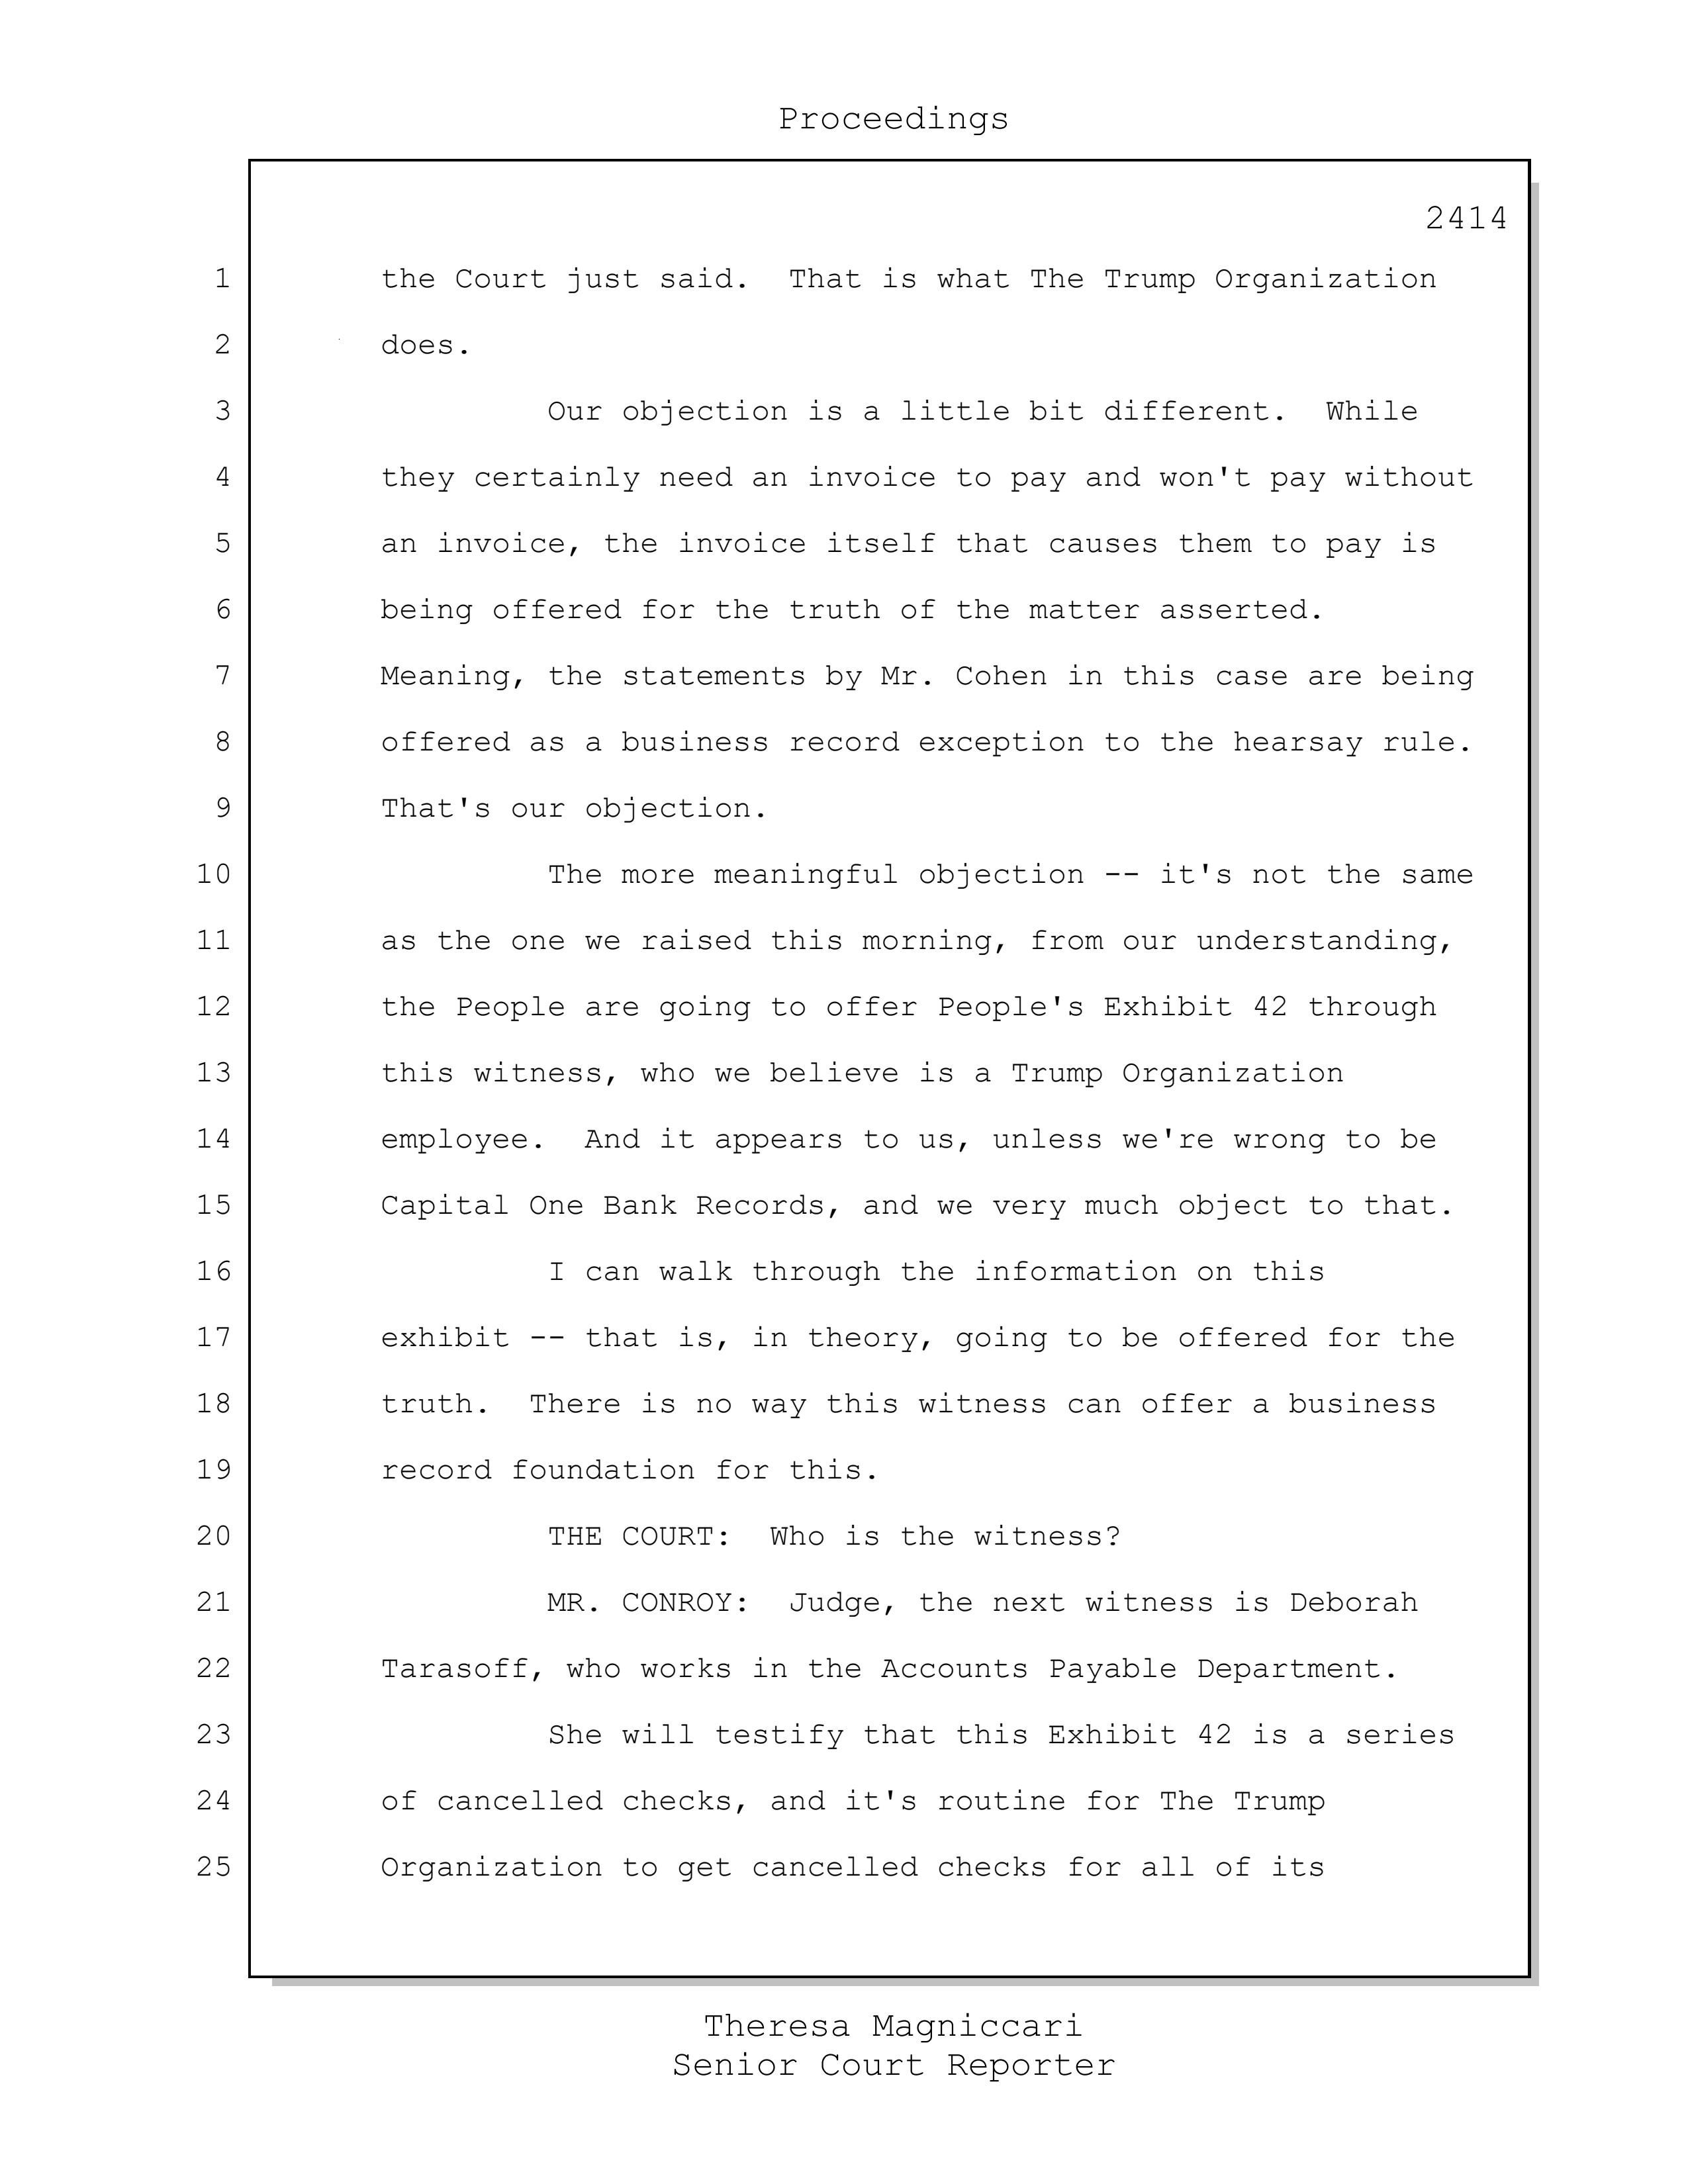 Proceedings
2414
1 the Court just said.  That is what The Trump Organization
2 does.
3 Our objection is a little bit different.  While
4 they certainly need an invoice to pay and won't pay without
5 an invoice, the invoice itself that causes them to pay is
6 being offered for the truth of the matter asserted.
7 Meaning, the statements by Mr. Cohen in this case are being
8 offered as a business record exception to the hearsay rule.
9 That's our objection.
10 The more meaningful objection -- it's not the same
11 as the one we raised this morning, from our understanding,
12 the People are going to offer People's Exhibit 42 through
13 this witness, who we believe is a Trump Organization
14 employee.  And it appears to us, unless we're wrong to be
15 Capital One Bank Records, and we very much object to that.
16 I can walk through the information on this
17 exhibit -- that is, in theory, going to be offered for the
18 truth.  There is no way this witness can offer a business
19 record foundation for this.
20 THE COURT:  Who is the witness?
21 MR. CONROY:  Judge, the next witness is Deborah
22 Tarasoff, who works in the Accounts Payable Department.
23 She will testify that this Exhibit 42 is a series
24 of cancelled checks, and it's routine for The Trump
25 Organization to get cancelled checks for all of its
Theresa Magniccari
Senior Court Reporter